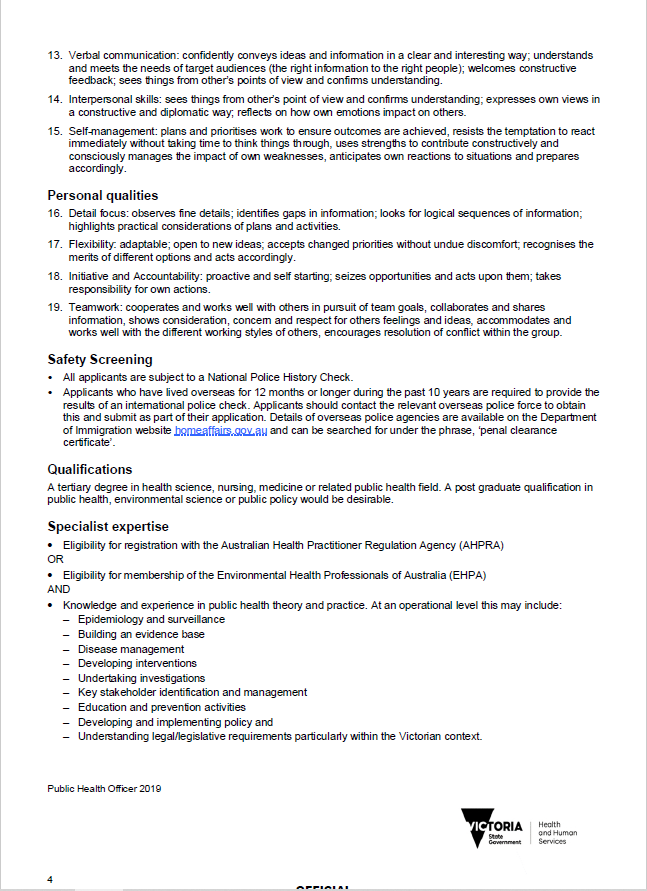 13. Verbal communication: confidently conveys ideas and information in a clear and interesting way; understands
and meets the needs of target audiences (the right information to the right people); welcomes constructive
feedback; sees things from other's points of view and confirms understanding.
14. Interpersonal skills: sees things from other's point of view and confirms understanding; expresses own views in
a constructive and diplomatic way; reflects on how own emotions impact on others.
15. Self-management: plans and prioritises work to ensure outcomes are achieved, resists the temptation to react
immediately without taking time to think things through, uses strengths to contribute constructively and
consciously manages the impact of own weaknesses, anticipates own reactions to situations and prepares
accordingly.
Personal qualities
16. Detail focus: observes fine details; identifies gaps in information; looks for logical sequences of information;
highlights practical considerations of plans and activities.
17. Flexibility: adaptable; open to new ideas; accepts changed priorities without undue discomfort; recognises the
merits of different options and acts accordingly.
18. Initiative and Accountability: proactive and self starting; seizes opportunities and acts upon them; takes
responsibility for own actions.
19. Teamwork: cooperates and works well with others in pursuit of team goals, collaborates and shares
information, shows consideration, concern and respect for others feelings and ideas, accommodates and
works well with the different working styles of others, encourages resolution of conflict within the group.
Safety Screening
• All applicants are subject to a National Police History Check.
• Applicants who have lived overseas for 12 months or longer during the past 10 years are required to provide the
results of an international police check. Applicants should contact the relevant overseas police force to obtain
this and submit as part of their application. Details of overseas police agencies are available on the Department
of Immigration website homeaffairs.gov.au and can be searched for under the phrase, 'penal clearance
certificate'.
Qualifications
A tertiary degree in health science, nursing, medicine or related public health field. A post graduate qualification in
public health, environmental science or public policy would be desirable.
Specialist expertise
• Eligibility for registration with the Australian Health Practitioner Regulation Agency (AHPRA)
OR
• Eligibility for membership of the Environmental Health Professionals of Australia (EHPA)
AND
• Knowledge and experience in public health theory and practice. At an operational level this may include:
– Epidemiology and surveillance
– Building an evidence base
– Disease management
– Developing interventions
– Undertaking investigations
– Key stakeholder identification and management
– Education and prevention activities
– Developing and implementing policy and
– Understanding legal/legislative requirements particularly within the Victorian context.
Public Health Officer 2019
VICTORIA
State
Government
Health
and Human
Services
4
OFFICIAL